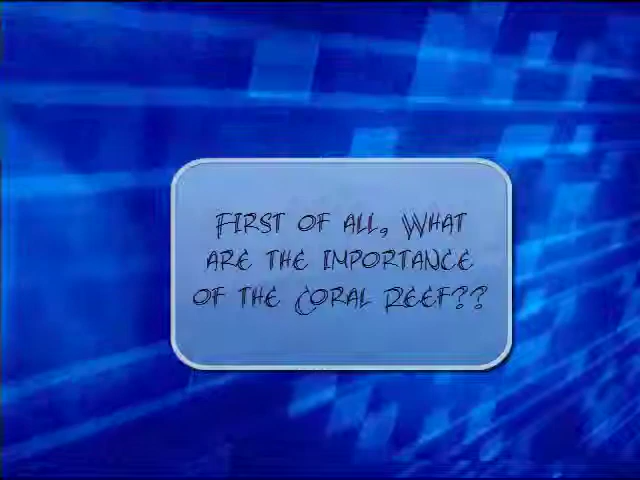 First of all, What
are the importance
of the Coral Reef??